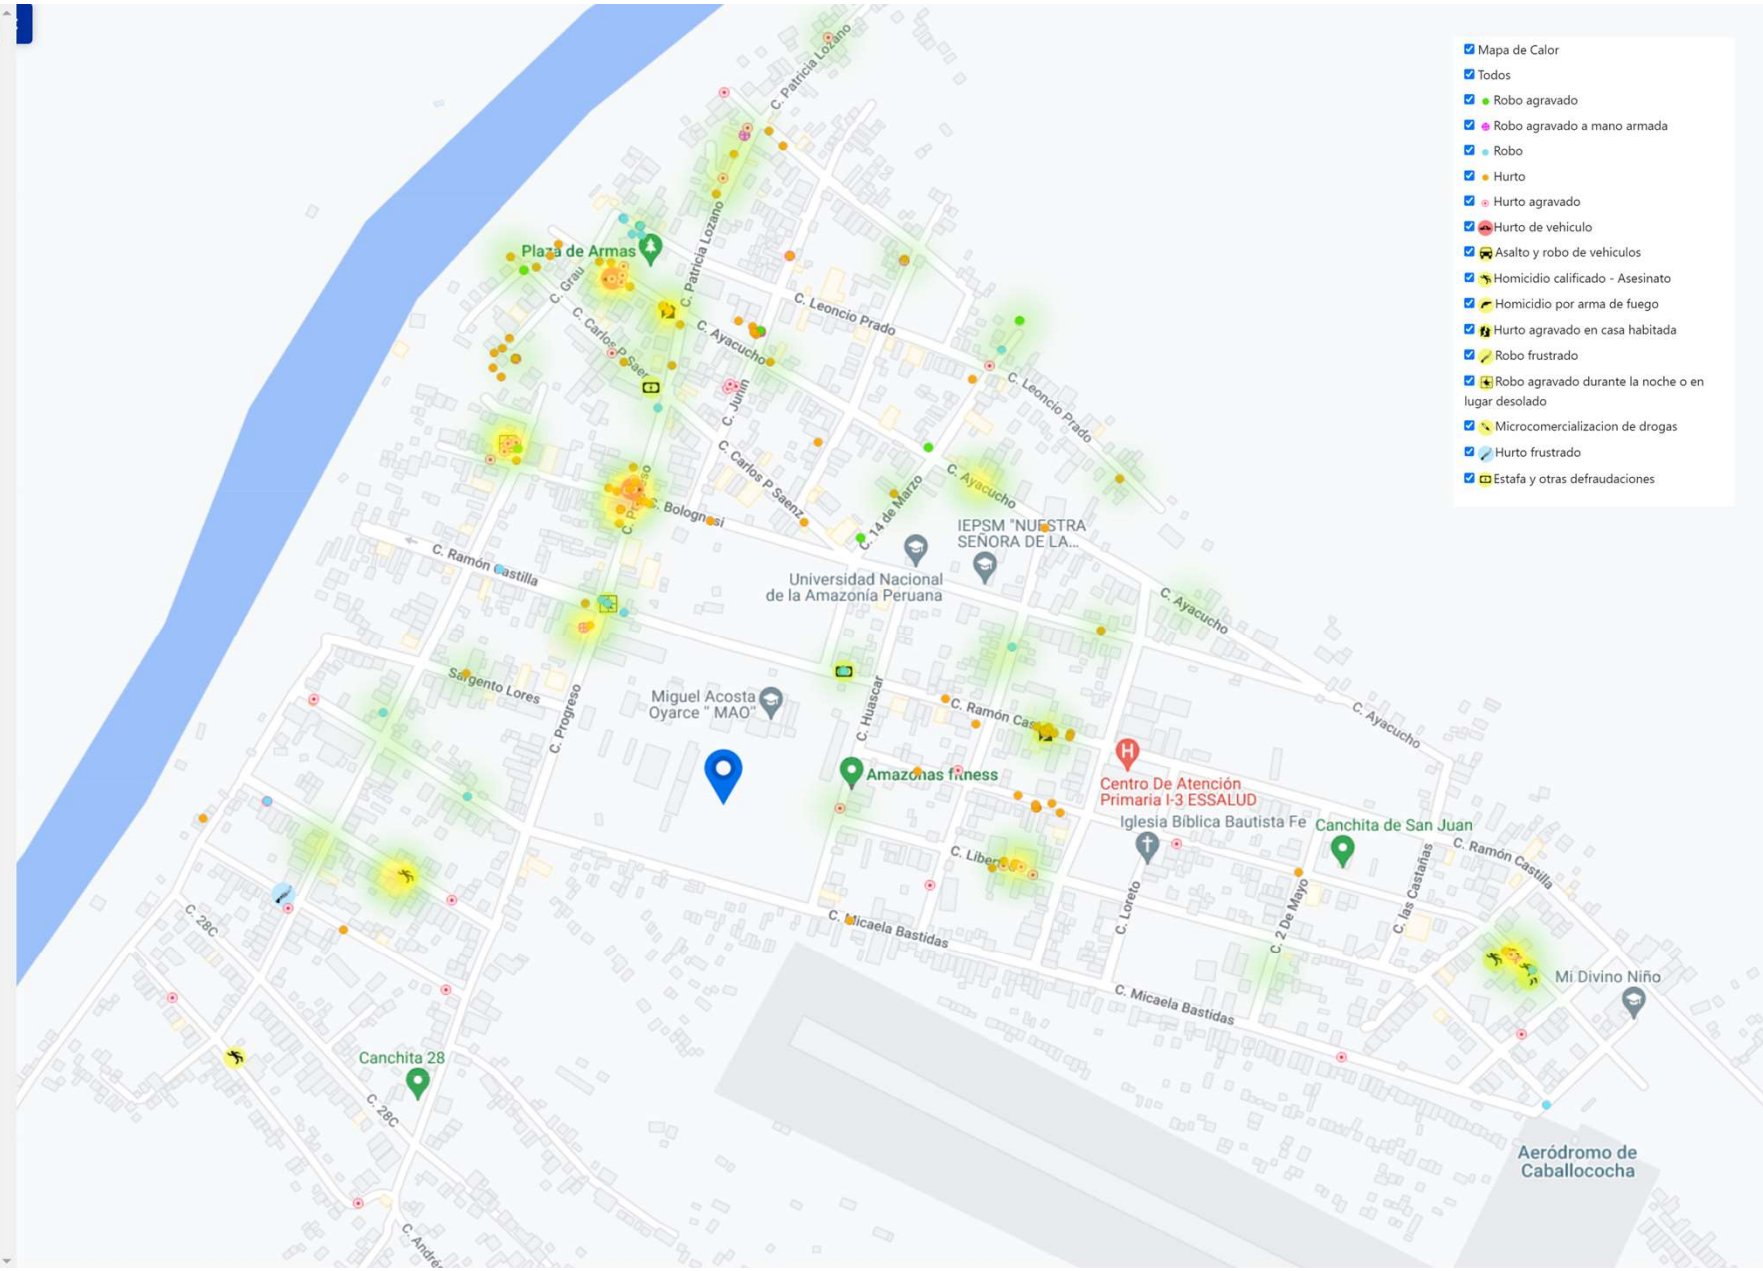 Mapa de Calor
Todos
Robo agravado
Robo agravado a mano armada
Robo
Hurto
Hurto agravado
Hurto de vehiculo
Asalto y robo de vehiculos
Homicidio calificado - Asesinato
Homicidio por arma de fuego
Hurto agravado en casa habitada
Robo frustrado
Robo agravado durante la noche o en
lugar desolado
Microcomercializacion de drogas
Hurto frustrado
Estafa y otras defraudaciones
C. Patricia Lozano
Plaza de Armas
C. Patricia Lozano
C. Grau
C. Leoncio Prado
C. Carlos P Saenz
C. Ayacucho
C. Leoncio Prado
C. Junín
C. Carlos P Saenz
C. Ayacucho
C. 14 de Marzo
C. Progreso
C. Bolognesi
IEPSM "NUESTRA
SEÑORA DE LA...
C. Ramón Castilla
Universidad Nacional
de la Amazonía Peruana
C. Ayacucho
Sargento Lores
Miguel Acosta
Oyarce " MAO"
C. Huascar
C. Progreso
C. Ramón Cas
C. Ayacucho
H
Amazonas fitness
Centro De Atención
Primaria I-3 ESSALUD
Iglesia Bíblica Bautista Fe
Canchita de San Juan
C. Ramón Castilla
C. Liber
C. las Castañas
C. Loreto
C. 2 De Mayo
C. 28C
C. Micaela Bastidas
Mi Divino Niño
C. Micaela Bastidas
Canchita 28
C. 28C
Aeródromo de
Caballococha
C. André